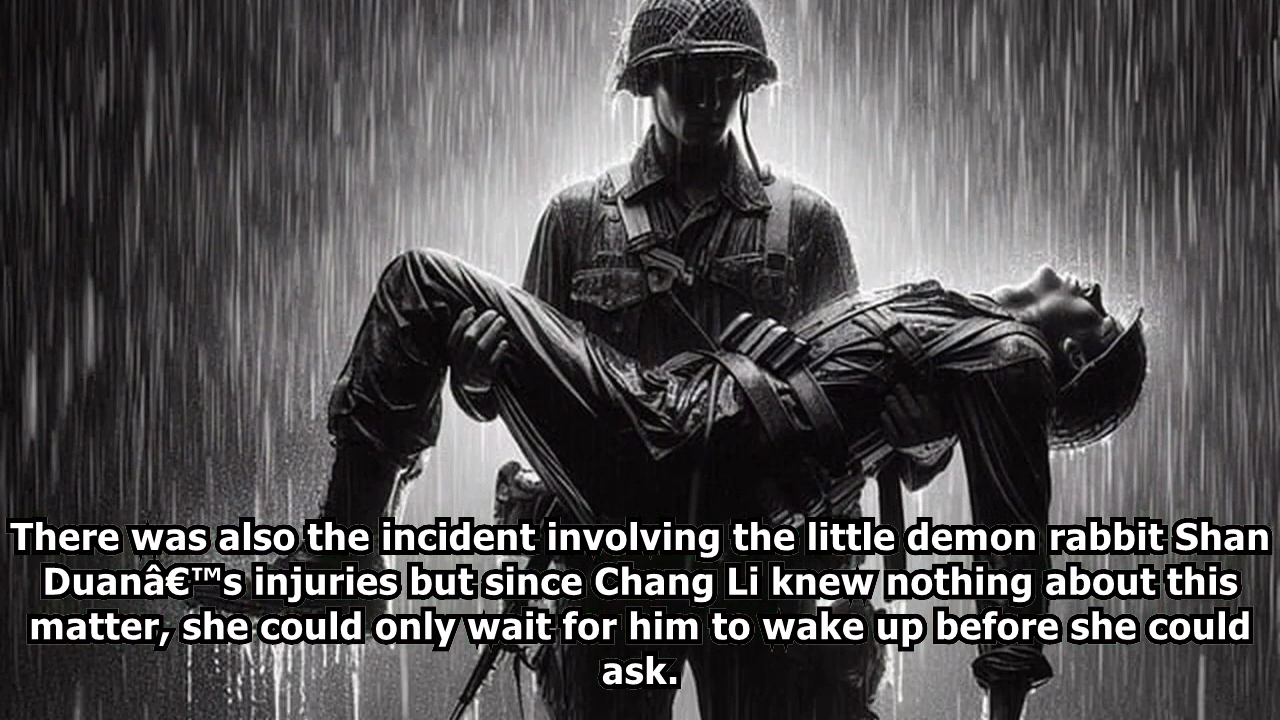 There was also the incident involving the little demon rabbit Shan
Duanâ€™s injuries but since Chang Li knew nothing about this
matter, she could only wait for him to wake up before she could
ask.